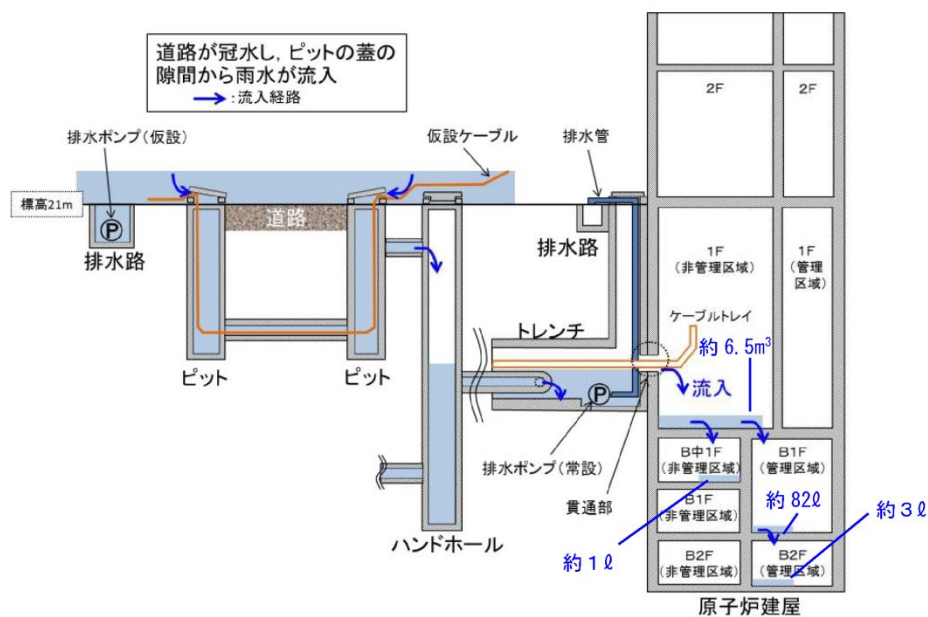 道路が冠水し，ピットの蓋の
隙間から雨水が流入
：流入経路
排水ポンプ（仮設）
仮設ケーブル
排水管
標高21m
P
道路
排水路
排水路
ピット
ピット
トレンチ
P
排水ポンプ（常設）
貫通部
ハンドホール
2F
2F
1F
（非管理区域）
1F
（管理
区域）
ケーブルトレイ
約6.5m³
流入
B中1F
（非管理区域）
B1F
（管理区域）
B1F
（非管理区域）
約82ℓ
約３ℓ
約１ℓ
B2F
（非管理区域）
B2F
（管理区域）
原子炉建屋